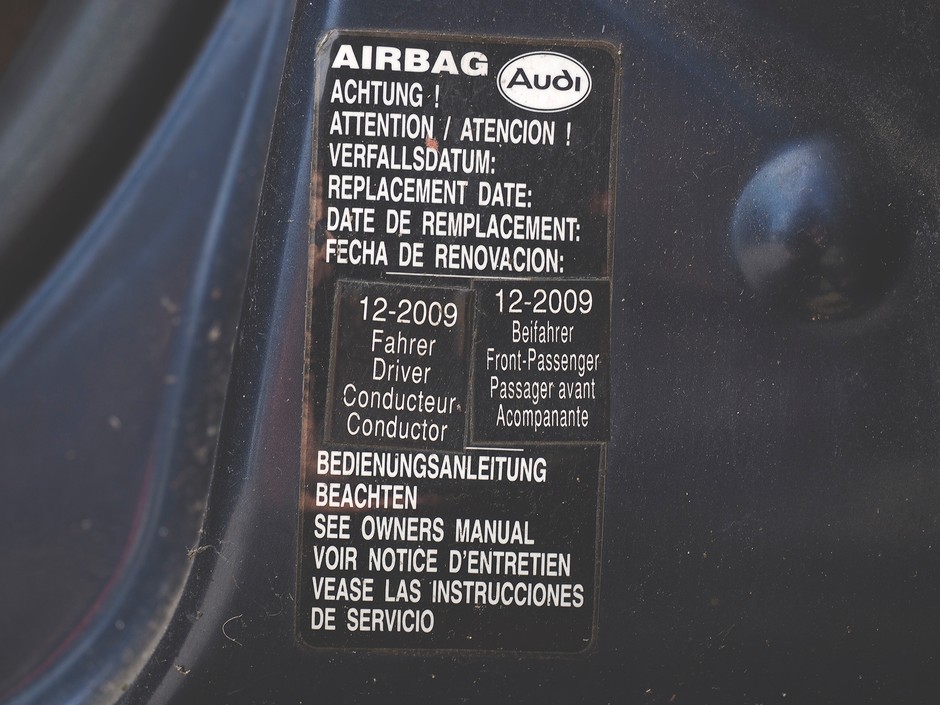 AIRBAG Audi
ACHTUNG !
ATTENTION / ATENCION !
VERFALLSDATUM:
REPLACEMENT DATE:
DATE DE REMPLACEMENT:
FECHA DE RENOVACION:
12-2009
Fahrer
Driver
Conducteur
Conductor
12-2009
Beifahrer
Front-Passenger
Passager avant
Acompanante
BEDIENUNGSANLEITUNG
BEACHTEN
SEE OWNERS MANUAL
VOIR NOTICE D'ENTRETIEN
VEASE LAS INSTRUCCIONES
DE SERVICIO